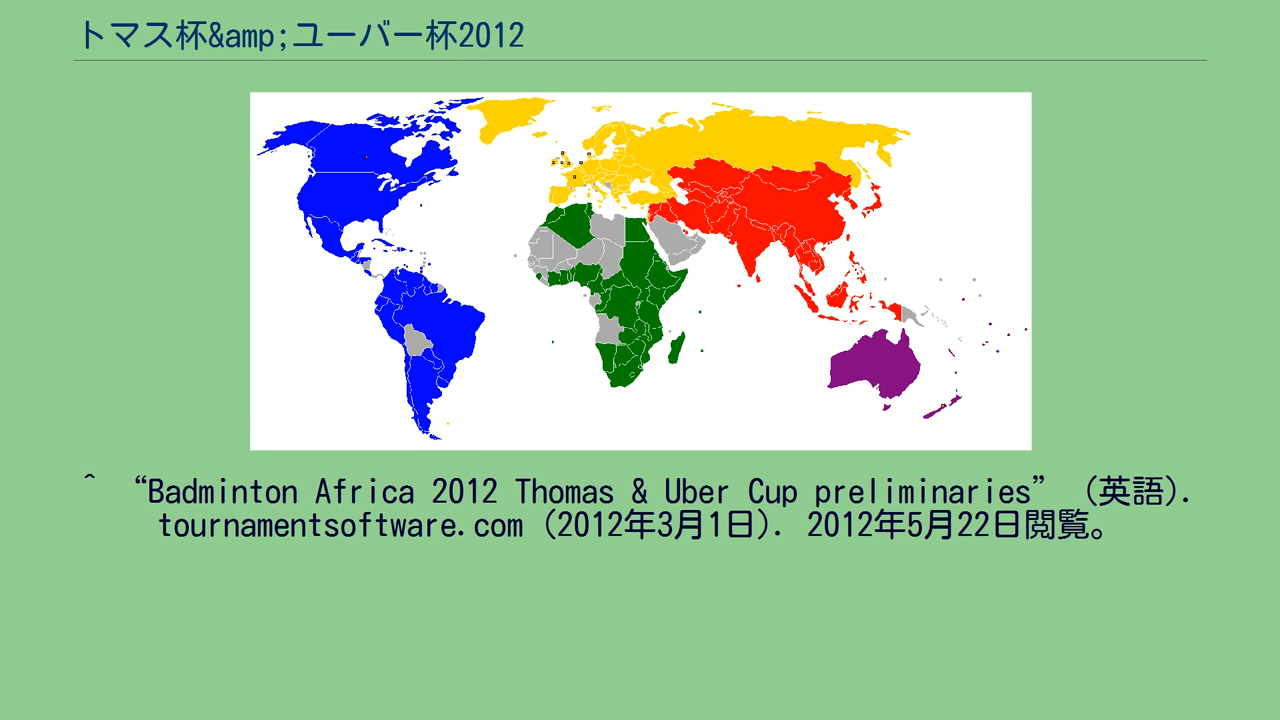 トマス杯&amp;ユーバー杯2012
^ “Badminton Africa 2012 Thomas & Uber Cup preliminaries” (英語).
tournamentsoftware.com (2012年3月1日). 2012年5月22日閲覧。